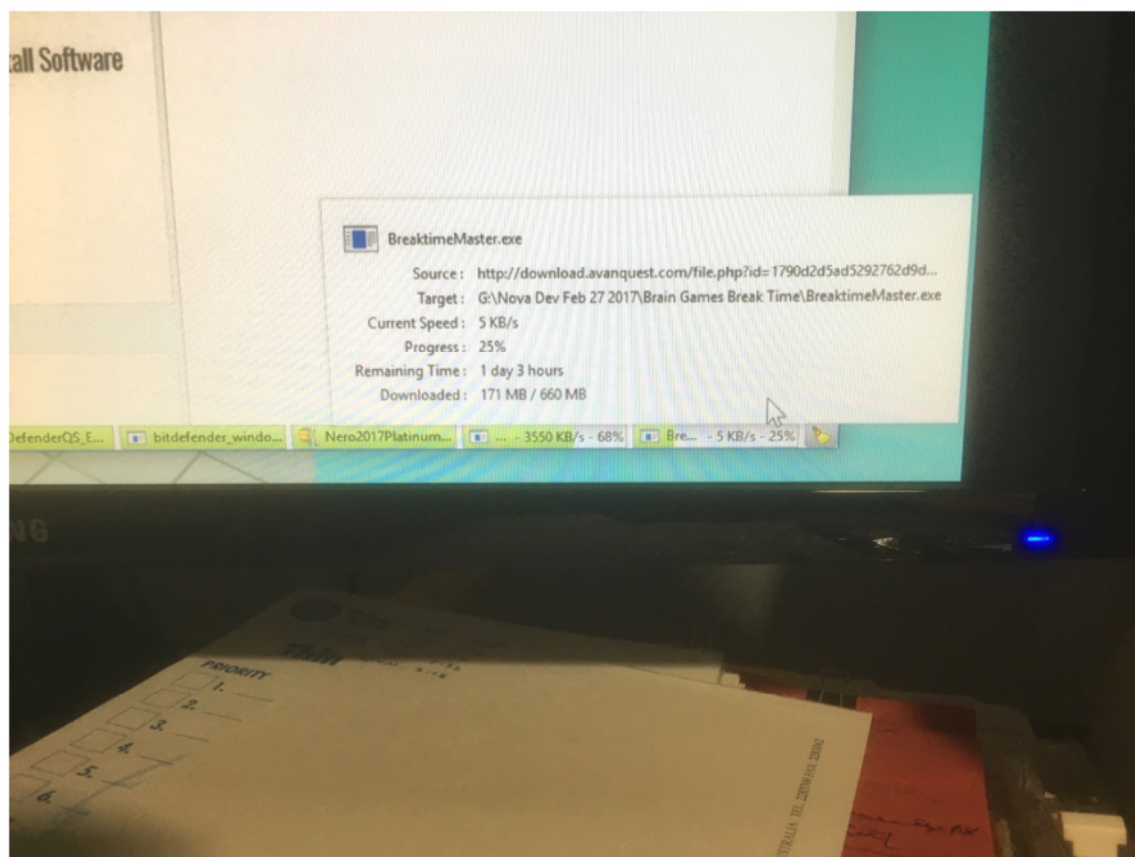 all Software
BreaktimeMaster.exe
Source: http://download.avanquest.com/file.php?id=1790d2d5ad5292762d9d...
Target: G:\Nova Dev Feb 27 2017\Brain Games Break Time\BreaktimeMaster.exe
Current Speed: 5 KB/s
Progress: 25%
Remaining Time: 1 day 3 hours
Downloaded: 171 MB / 660 MB
DefenderQS_E... bitdefender_windo... Nero2017Platinum... ... - 3550 KB/s - 68% Bre... - 5 KB/s - 25%
NG
PRIORITY
1.
2.
3.
4.
5.
6.